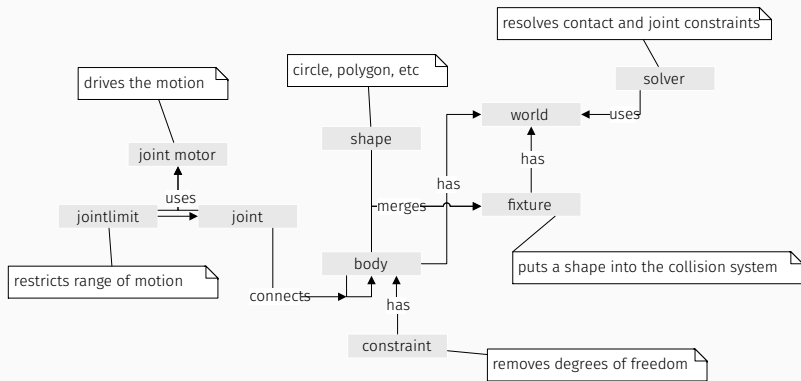 resolves contact and joint constraints
solver
drives the motion
circle, polygon, etc
world
uses
shape
joint motor
has
has
uses
merges
fixture
jointlimit
joint
body
puts a shape into the collision system
restricts range of motion
connects
has
constraint
removes degrees of freedom